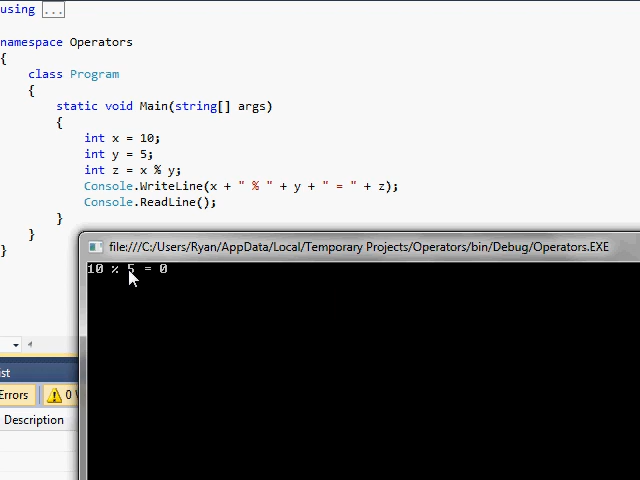 using ...
namespace Operators
{
class Program
{
static void Main(string[] args)
{
int x = 10;
int y = 5;
int z = x % y;
Console.WriteLine(x + " % " + y + " = " + z);
Console.ReadLine();
}
}
}
file:///C:/Users/Ryan/AppData/Local/Temporary Projects/Operators/bin/Debug/Operators.EXE
10 % 5 = 0
ist
Errors
0
Description